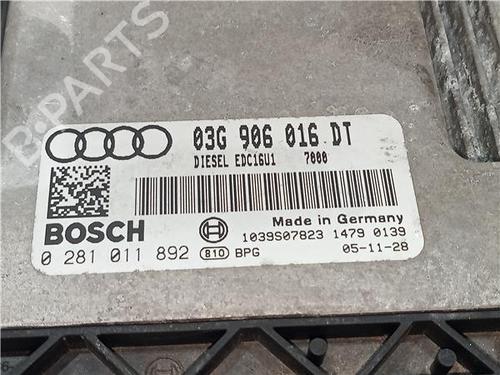 B-PARTS
03G 906 016 DT
DIESEL EDC16U1 7000
BOSCH
Made in Germany
0 281 011 892 810 BPG
1039S07823 1479 0139
05-11-28